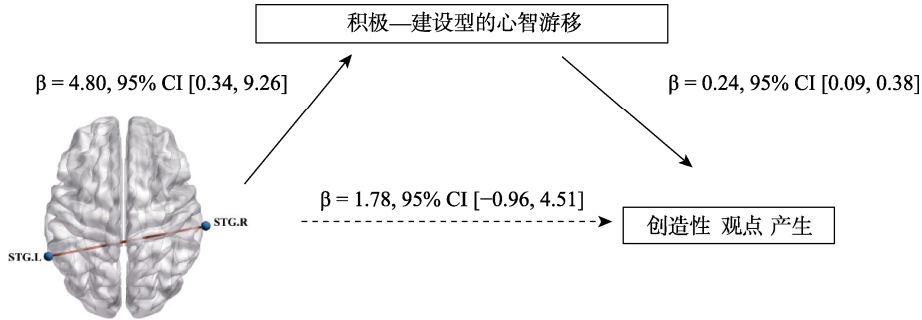 积极—建设型的心智游移
β = 4.80, 95% CI [0.34, 9.26]
β = 0.24, 95% CI [0.09, 0.38]
β = 1.78, 95% CI [−0.96, 4.51]
STG.R
创造性 观点 产生
STG.L